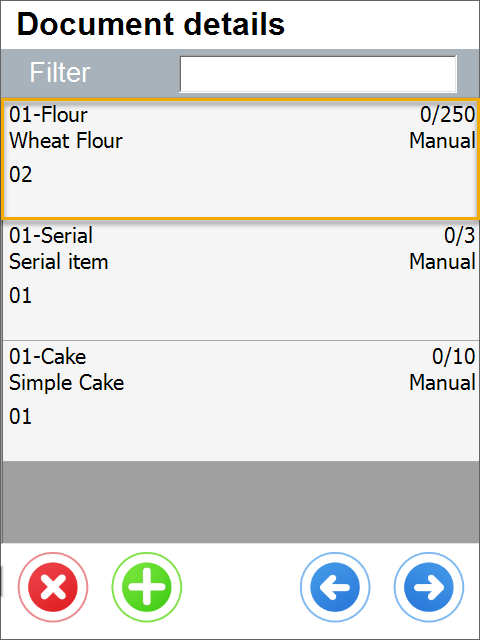 Document details
Filter
01-Flour 0/250
Wheat Flour Manual
02
01-Serial 0/3
Serial item Manual
01
01-Cake 0/10
Simple Cake Manual
01